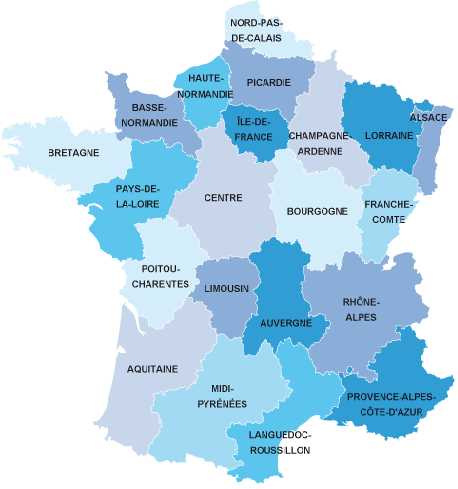 NORD-PAS-
DE-CALAIS
PICARDIE
HAUTE-
NORMANDIE
BASSE-
NORMANDIE
ÎLE-DE-
FRANCE
CHAMPAGNE-
ARDENNE
LORRAINE
ALSACE
BRETAGNE
PAYS-DE-
LA-LOIRE
CENTRE
BOURGOGNE
FRANCHE-
COMTE
POITOU-
CHARENTES
LIMOUSIN
AUVERGNE
RHÔNE-
ALPES
AQUITAINE
MIDI-
PYRÉNÉES
LANGUEDOC-
ROUSSILLON
PROVENCE-ALPES-
CÔTE-D'AZUR